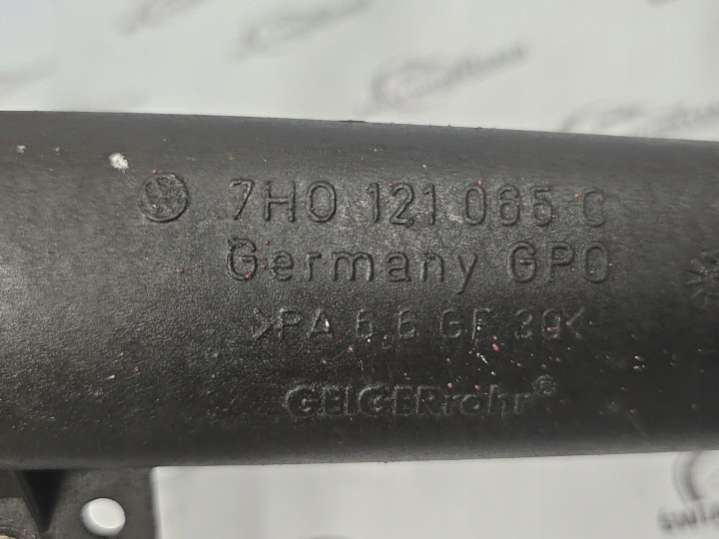 7H0 121 065 C
Germany GPO
>PA 6.6 GF 30<
GEIGERrohr®